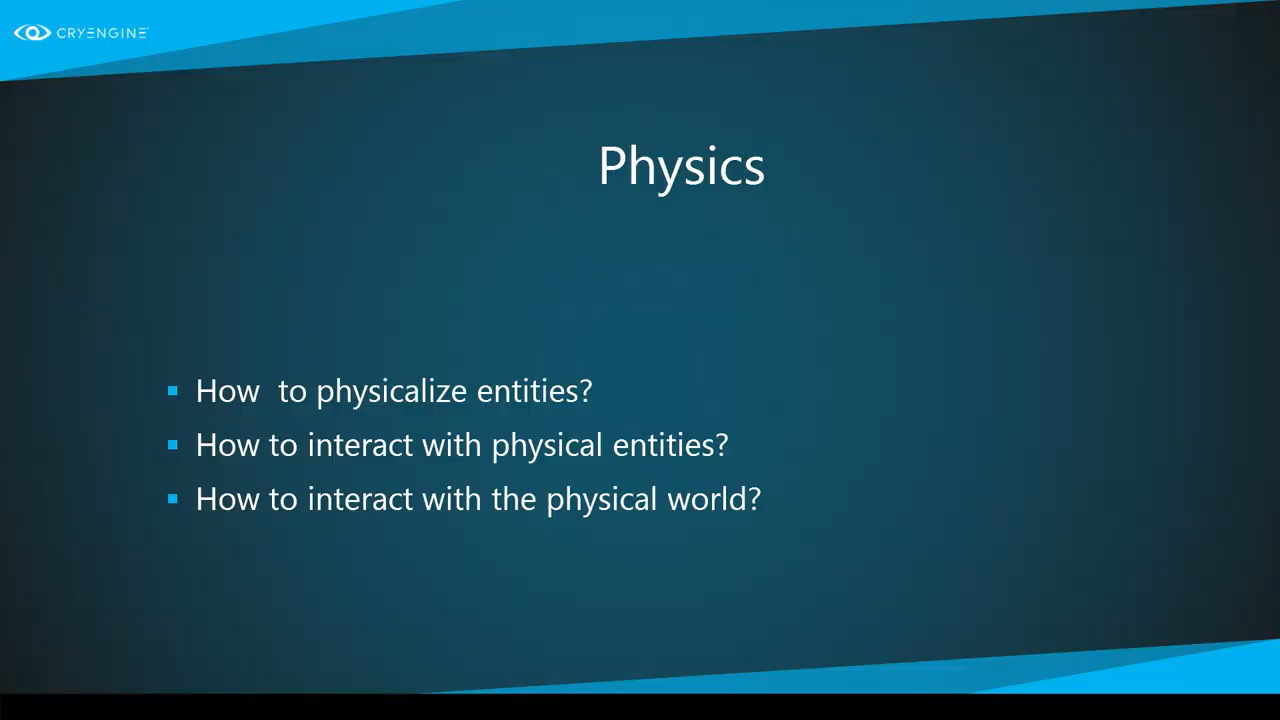 CRYENGINE
Physics
How  to physicalize entities?
How to interact with physical entities?
How to interact with the physical world?